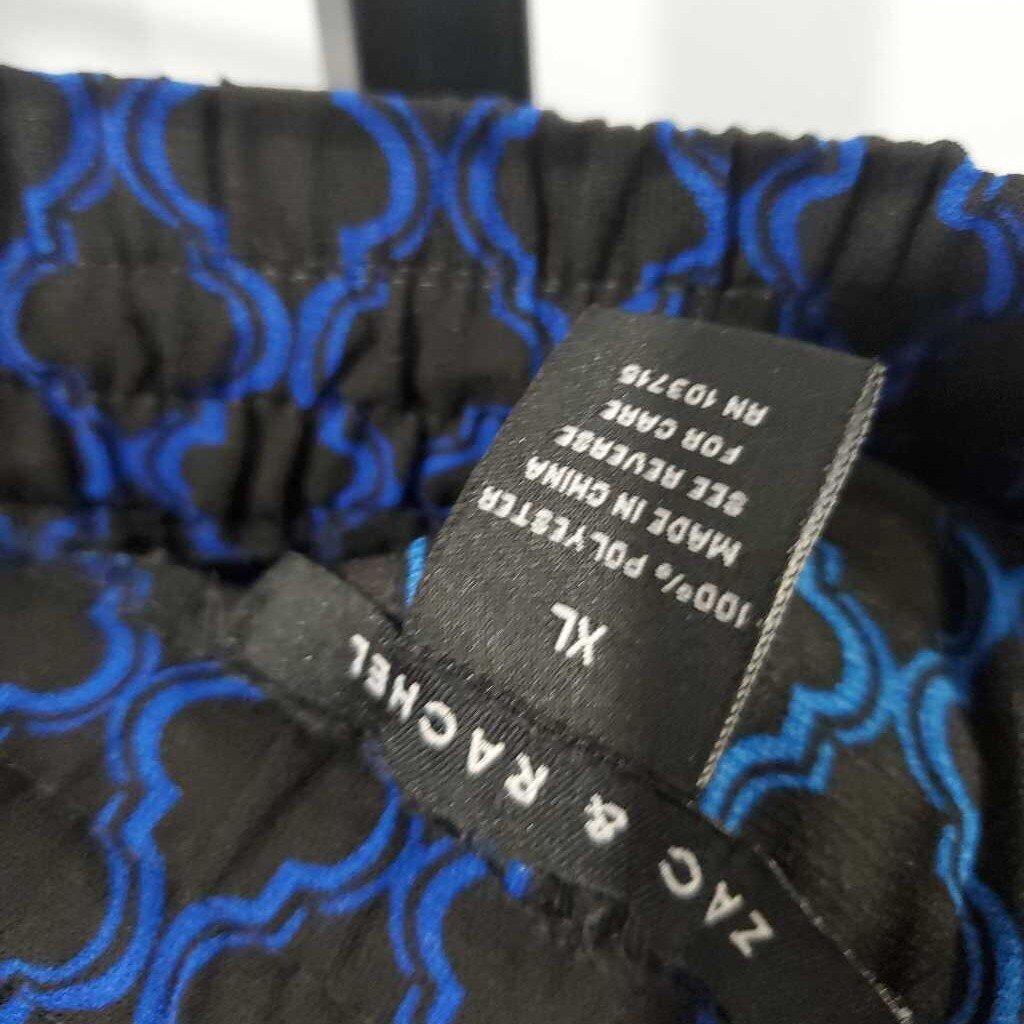 ZAC & RACHEL
XL
100% POLYESTER
MADE IN CHINA
SEE REVERSE
FOR CARE
RN 103715